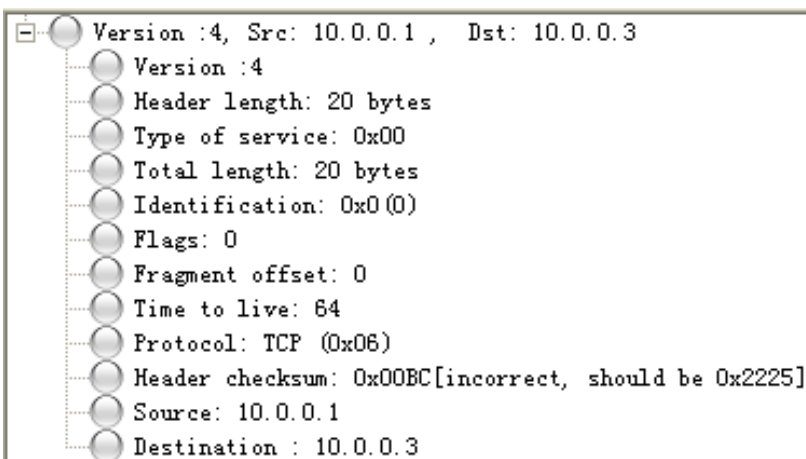 Version :4, Src: 10.0.0.1 , Dst: 10.0.0.3
Version :4
Header length: 20 bytes
Type of service: 0x00
Total length: 20 bytes
Identification: 0x0(0)
Flags: 0
Fragment offset: 0
Time to live: 64
Protocol: TCP (0x06)
Header checksum: 0x00BC[incorrect, should be 0x2225]
Source: 10.0.0.1
Destination : 10.0.0.3